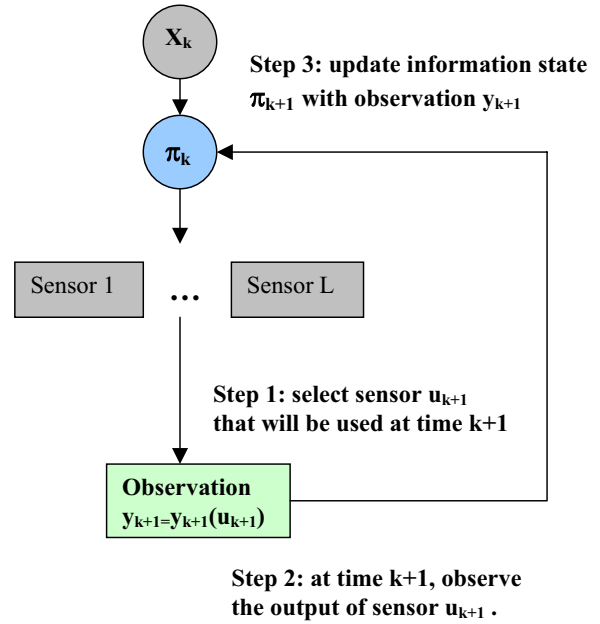 Xₖ
Step 3: update information state
πₖ₊₁ with observation yₖ₊₁
πₖ
Sensor 1
...
Sensor L
Step 1: select sensor uₖ₊₁
that will be used at time k+1
Observation
yₖ₊₁=yₖ₊₁(uₖ₊₁)
Step 2: at time k+1, observe
the output of sensor uₖ₊₁ .